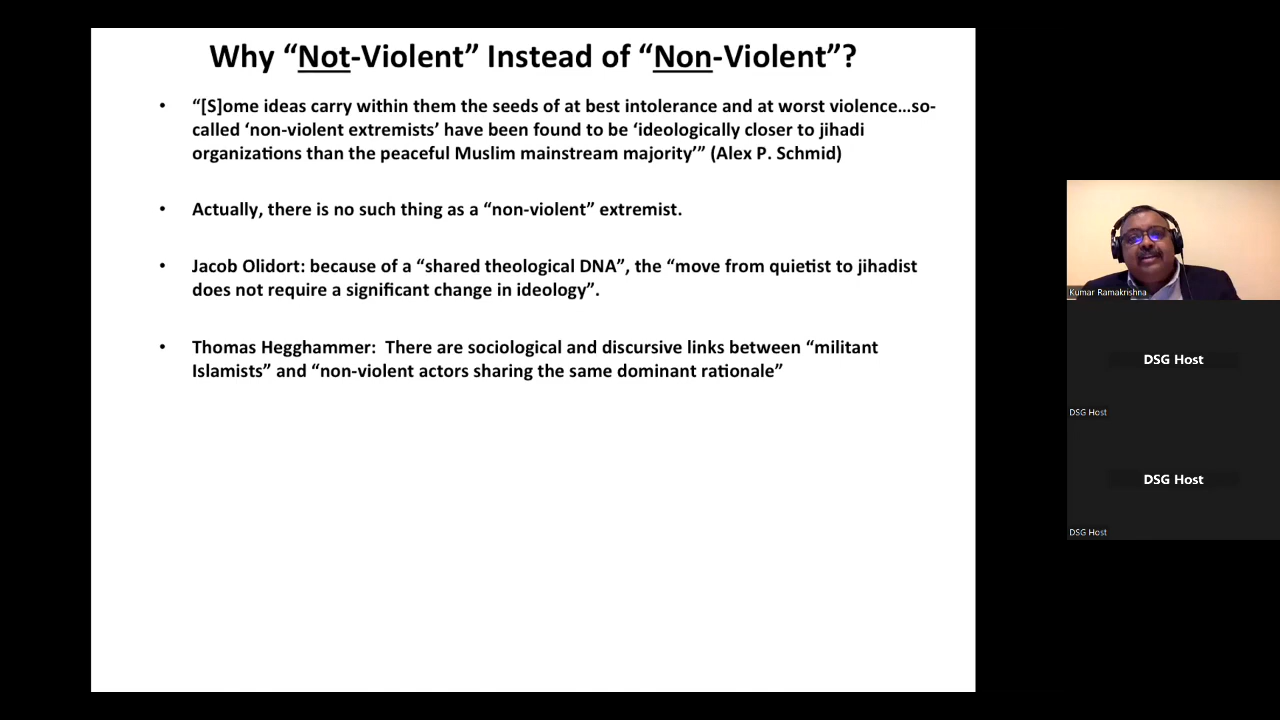 Why “Not-Violent” Instead of “Non-Violent”?
• “[S]ome ideas carry within them the seeds of at best intolerance and at worst violence…so-
called ‘non-violent extremists’ have been found to be ‘ideologically closer to jihadi
organizations than the peaceful Muslim mainstream majority’” (Alex P. Schmid)
• Actually, there is no such thing as a “non-violent” extremist.
• Jacob Olidort: because of a “shared theological DNA”, the “move from quietist to jihadist
does not require a significant change in ideology”.
• Thomas Hegghammer:  There are sociological and discursive links between “militant
Islamists” and “non-violent actors sharing the same dominant rationale”
Kumar Ramakrishna
DSG Host
DSG Host
DSG Host
DSG Host